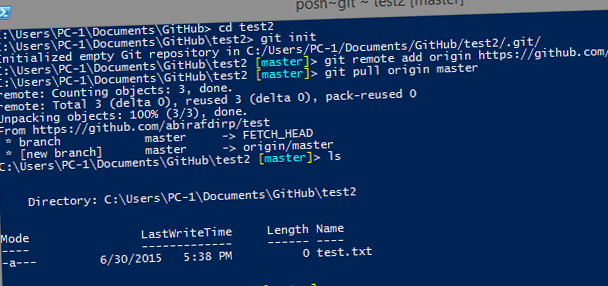 posh~git ~ test2 [master]
C:\Users\PC-1\Documents\GitHub> cd test2
C:\Users\PC-1\Documents\GitHub\test2> git init
Initialized empty Git repository in C:/Users/PC-1/Documents/GitHub/test2/.git/
C:\Users\PC-1\Documents\GitHub\test2 [master]> git remote add origin https://github.com/
C:\Users\PC-1\Documents\GitHub\test2 [master]> git pull origin master
remote: Counting objects: 3, done.
remote: Total 3 (delta 0), reused 3 (delta 0), pack-reused 0
Unpacking objects: 100% (3/3), done.
From https://github.com/abirafdirp/test
* branch master -> FETCH_HEAD
* [new branch] master -> origin/master
C:\Users\PC-1\Documents\GitHub\test2 [master]> ls
Directory: C:\Users\PC-1\Documents\GitHub\test2
Mode LastWriteTime Length Name
---- ------------- ------ ----
-a--- 6/30/2015 5:38 PM 0 test.txt